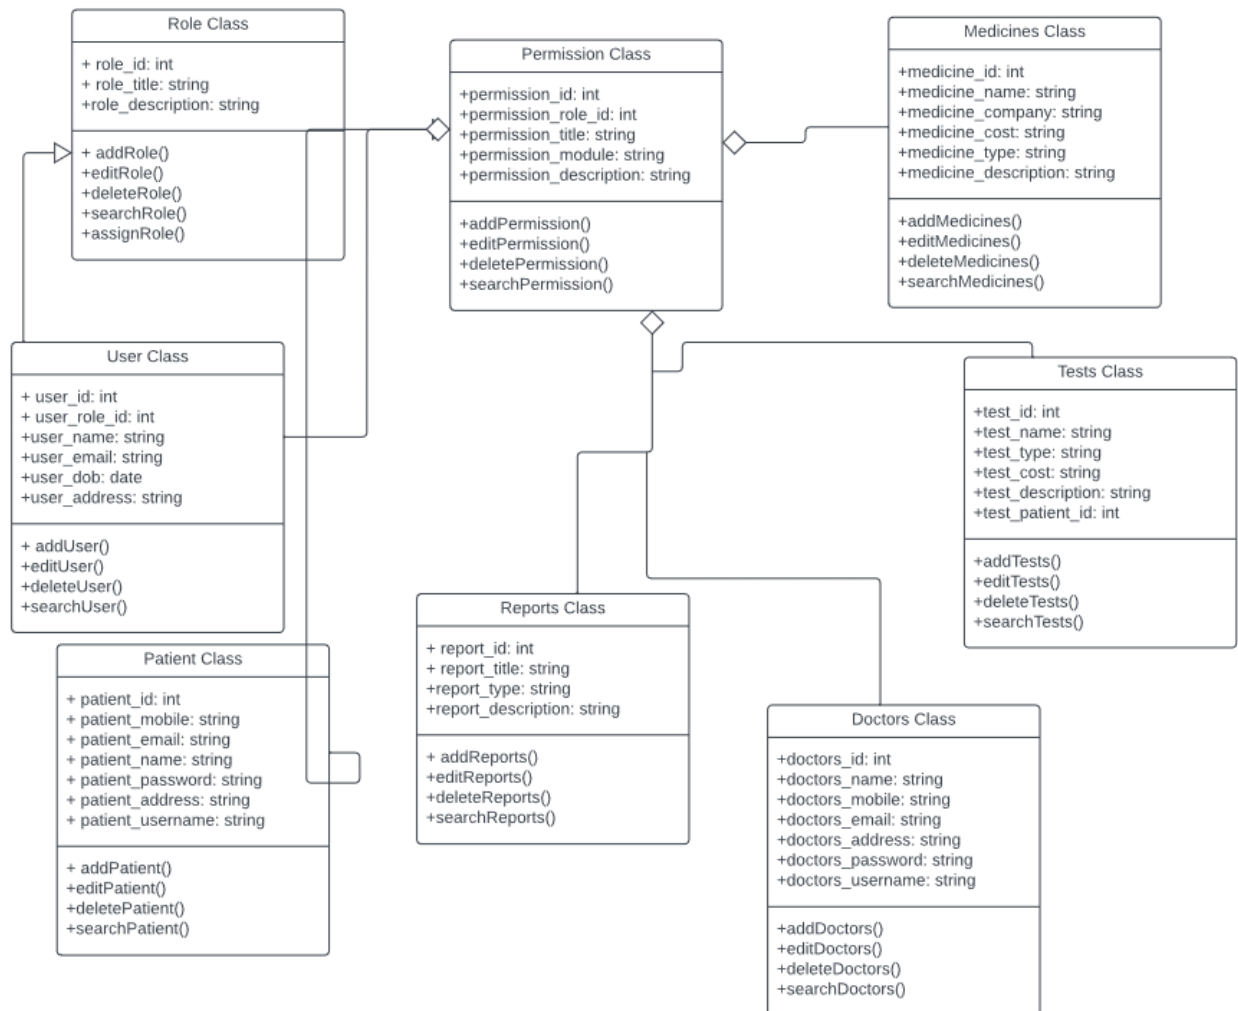 Role Class
+ role_id: int
+ role_title: string
+role_description: string
+ addRole()
+editRole()
+deleteRole()
+searchRole()
+assignRole()
Permission Class
+permission_id: int
+permission_role_id: int
+permission_title: string
+permission_module: string
+permission_description: string
+addPermission()
+editPermission()
+deletePermission()
+searchPermission()
Medicines Class
+medicine_id: int
+medicine_name: string
+medicine_company: string
+medicine_cost: string
+medicine_type: string
+medicine_description: string
+addMedicines()
+editMedicines()
+deleteMedicines()
+searchMedicines()
User Class
+ user_id: int
+ user_role_id: int
+user_name: string
+user_email: string
+user_dob: date
+user_address: string
+ addUser()
+editUser()
+deleteUser()
+searchUser()
Tests Class
+test_id: int
+test_name: string
+test_type: string
+test_cost: string
+test_description: string
+test_patient_id: int
+addTests()
+editTests()
+deleteTests()
+searchTests()
Patient Class
+ patient_id: int
+ patient_mobile: string
+ patient_email: string
+ patient_name: string
+ patient_password: string
+ patient_address: string
+ patient_username: string
+ addPatient()
+editPatient()
+deletePatient()
+searchPatient()
Reports Class
+ report_id: int
+ report_title: string
+report_type: string
+report_description: string
+ addReports()
+editReports()
+deleteReports()
+searchReports()
Doctors Class
+doctors_id: int
+doctors_name: string
+doctors_mobile: string
+doctors_email: string
+doctors_address: string
+doctors_password: string
+doctors_username: string
+addDoctors()
+editDoctors()
+deleteDoctors()
+searchDoctors()